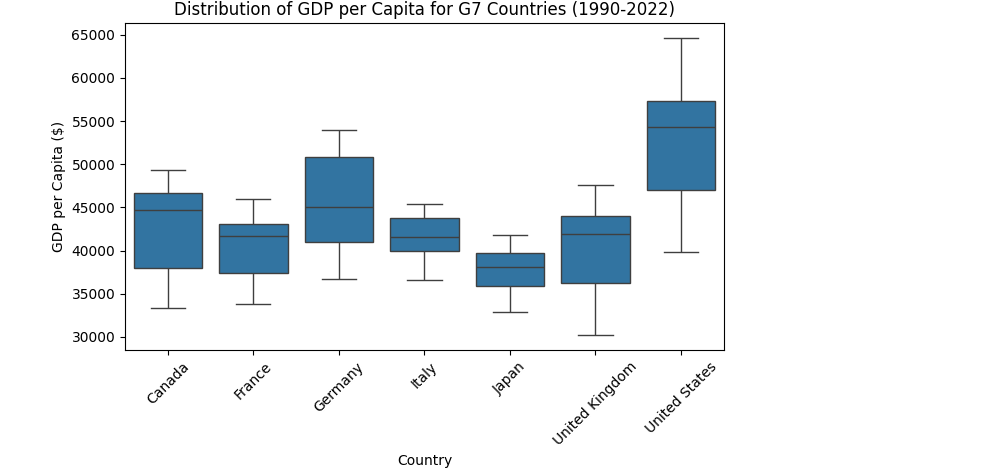 Distribution of GDP per Capita for G7 Countries (1990-2022)
GDP per Capita ($)
65000
60000
55000
50000
45000
40000
35000
30000
Canada
France
Germany
Italy
Japan
United Kingdom
United States
Country